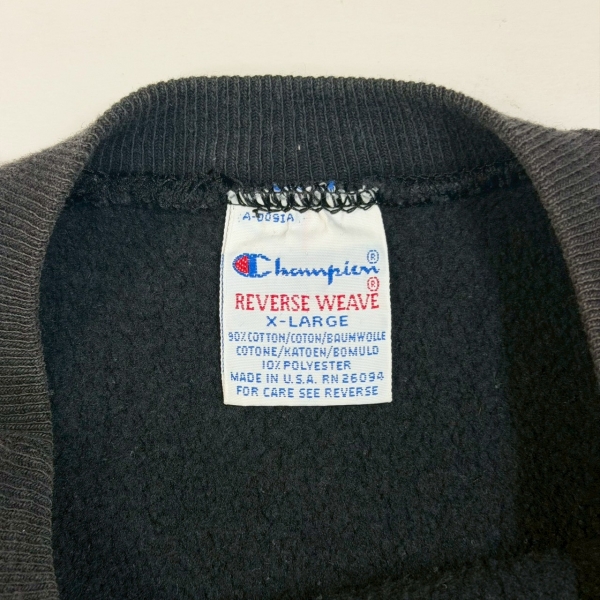 A-009IA
Champion ®
®
REVERSE WEAVE
X-LARGE
90% COTTON/COTON/BAUMWOLLE
COTONE/KATOEN/BOMULD
10% POLYESTER
MADE IN U.S.A. RN 26094
FOR CARE SEE REVERSE